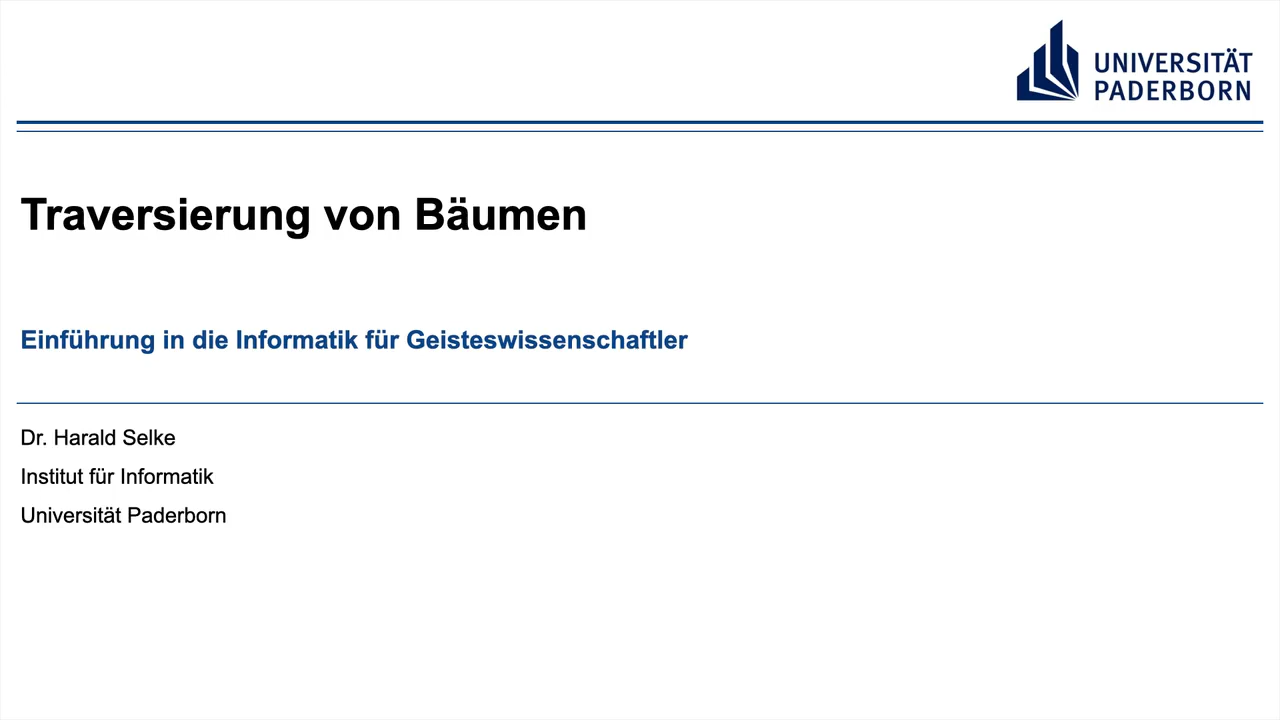 UNIVERSITÄT
PADERBORN
Traversierung von Bäumen
Einführung in die Informatik für Geisteswissenschaftler
Dr. Harald Selke
Institut für Informatik
Universität Paderborn